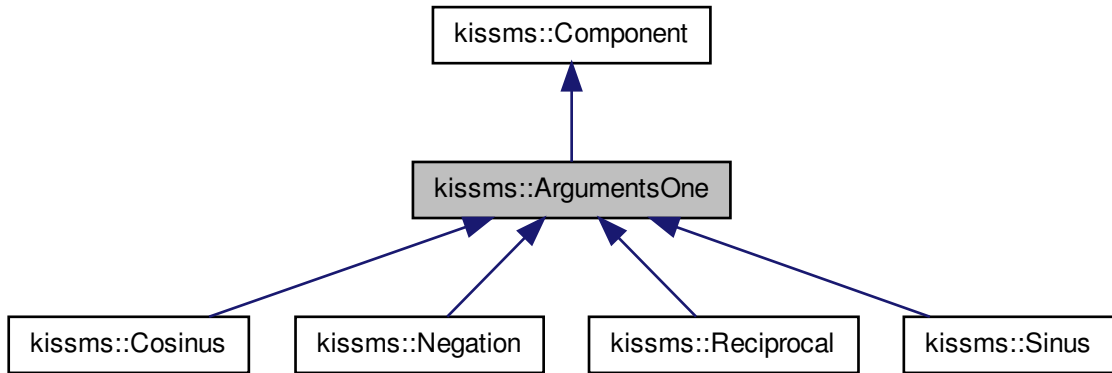 kissms::Component
kissms::ArgumentsOne
kissms::Cosinus
kissms::Negation
kissms::Reciprocal
kissms::Sinus